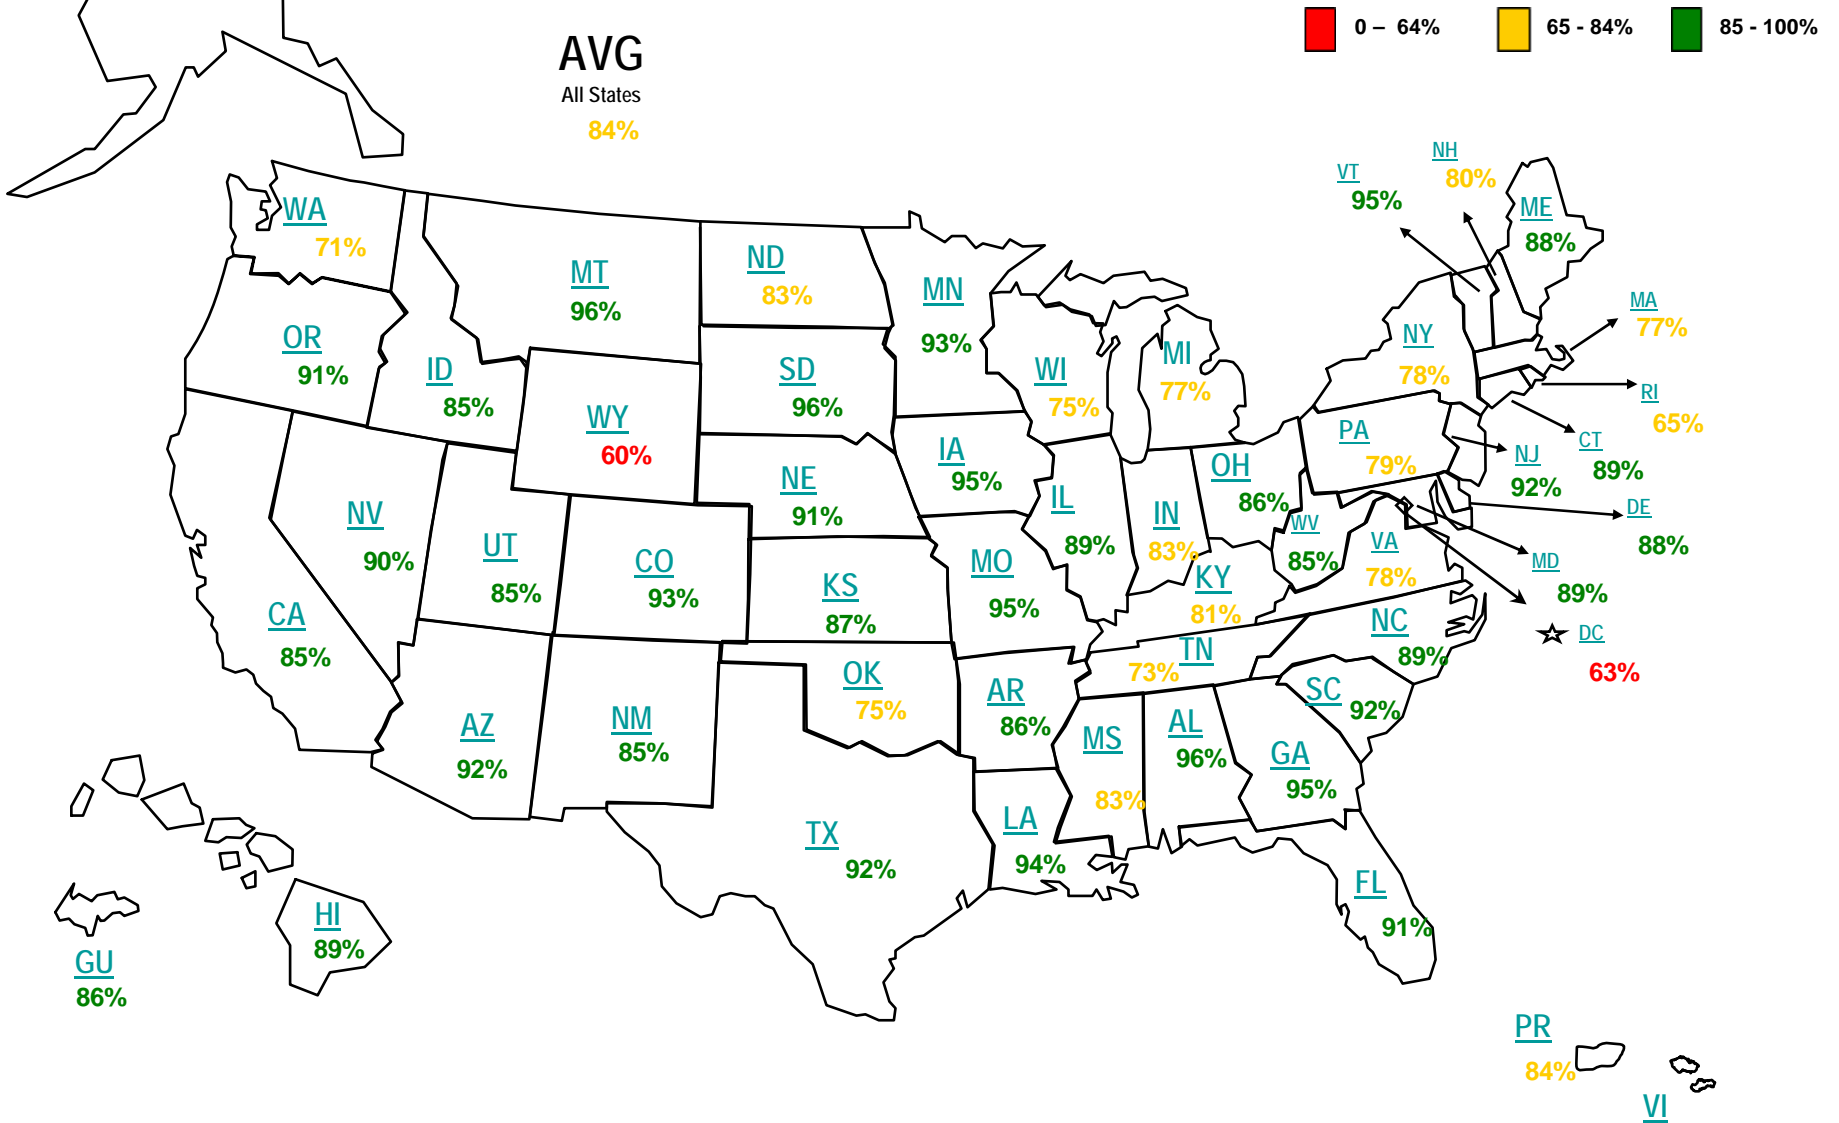 0 – 64%
65 - 84%
85 - 100%
AVG
All States
84%
NH
80%
VT
95%
ME
88%
WA
71%
MT
96%
ND
83%
MN
93%
MA
77%
OR
91%
ID
85%
SD
96%
WI
75%
MI
77%
NY
78%
RI
65%
WY
60%
PA
79%
CT
89%
NJ
92%
IA
95%
OH
86%
NE
91%
IL
89%
IN
83%
WV
85%
VA
78%
DE
88%
NV
90%
UT
85%
CO
93%
KS
87%
MO
95%
KY
81%
MD
89%
CA
85%
NC
89%
DC
63%
TN
73%
OK
75%
AR
86%
SC
92%
AZ
92%
NM
85%
MS
83%
AL
96%
GA
95%
TX
92%
LA
94%
FL
91%
HI
89%
GU
86%
PR
84%
VI